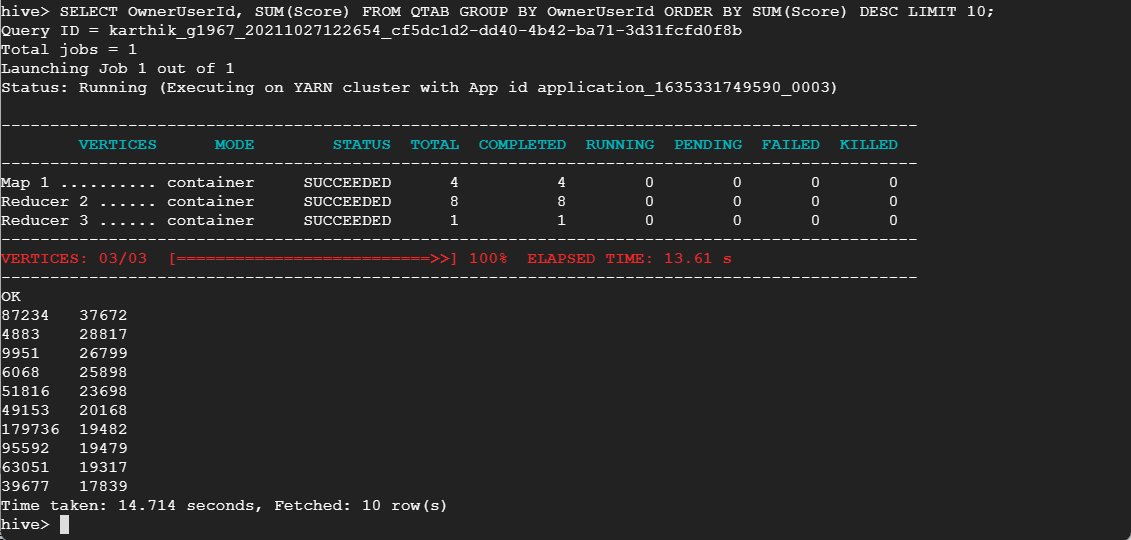 hive> SELECT OwnerUserId, SUM(Score) FROM QTAB GROUP BY OwnerUserId ORDER BY SUM(Score) DESC LIMIT 10;
Query ID = karthik_g1967_20211027122654_cf5dc1d2-dd40-4b42-ba71-3d31fcfd0f8b
Total jobs = 1
Launching Job 1 out of 1
Status: Running (Executing on YARN cluster with App id application_1635331749590_0003)
----------------------------------------------------------------------------------------------
        VERTICES      MODE        STATUS  TOTAL  COMPLETED  RUNNING  PENDING  FAILED  KILLED
----------------------------------------------------------------------------------------------
Map 1 .......... container     SUCCEEDED      4          4        0        0       0       0
Reducer 2 ...... container     SUCCEEDED      8          8        0        0       0       0
Reducer 3 ...... container     SUCCEEDED      1          1        0        0       0       0
----------------------------------------------------------------------------------------------
VERTICES: 03/03  [==========================>>] 100%  ELAPSED TIME: 13.61 s
----------------------------------------------------------------------------------------------
OK
87234   37672
4883    28817
9951    26799
6068    25898
51816   23698
49153   20168
179736  19482
95592   19479
63051   19317
39677   17839
Time taken: 14.714 seconds, Fetched: 10 row(s)
hive>